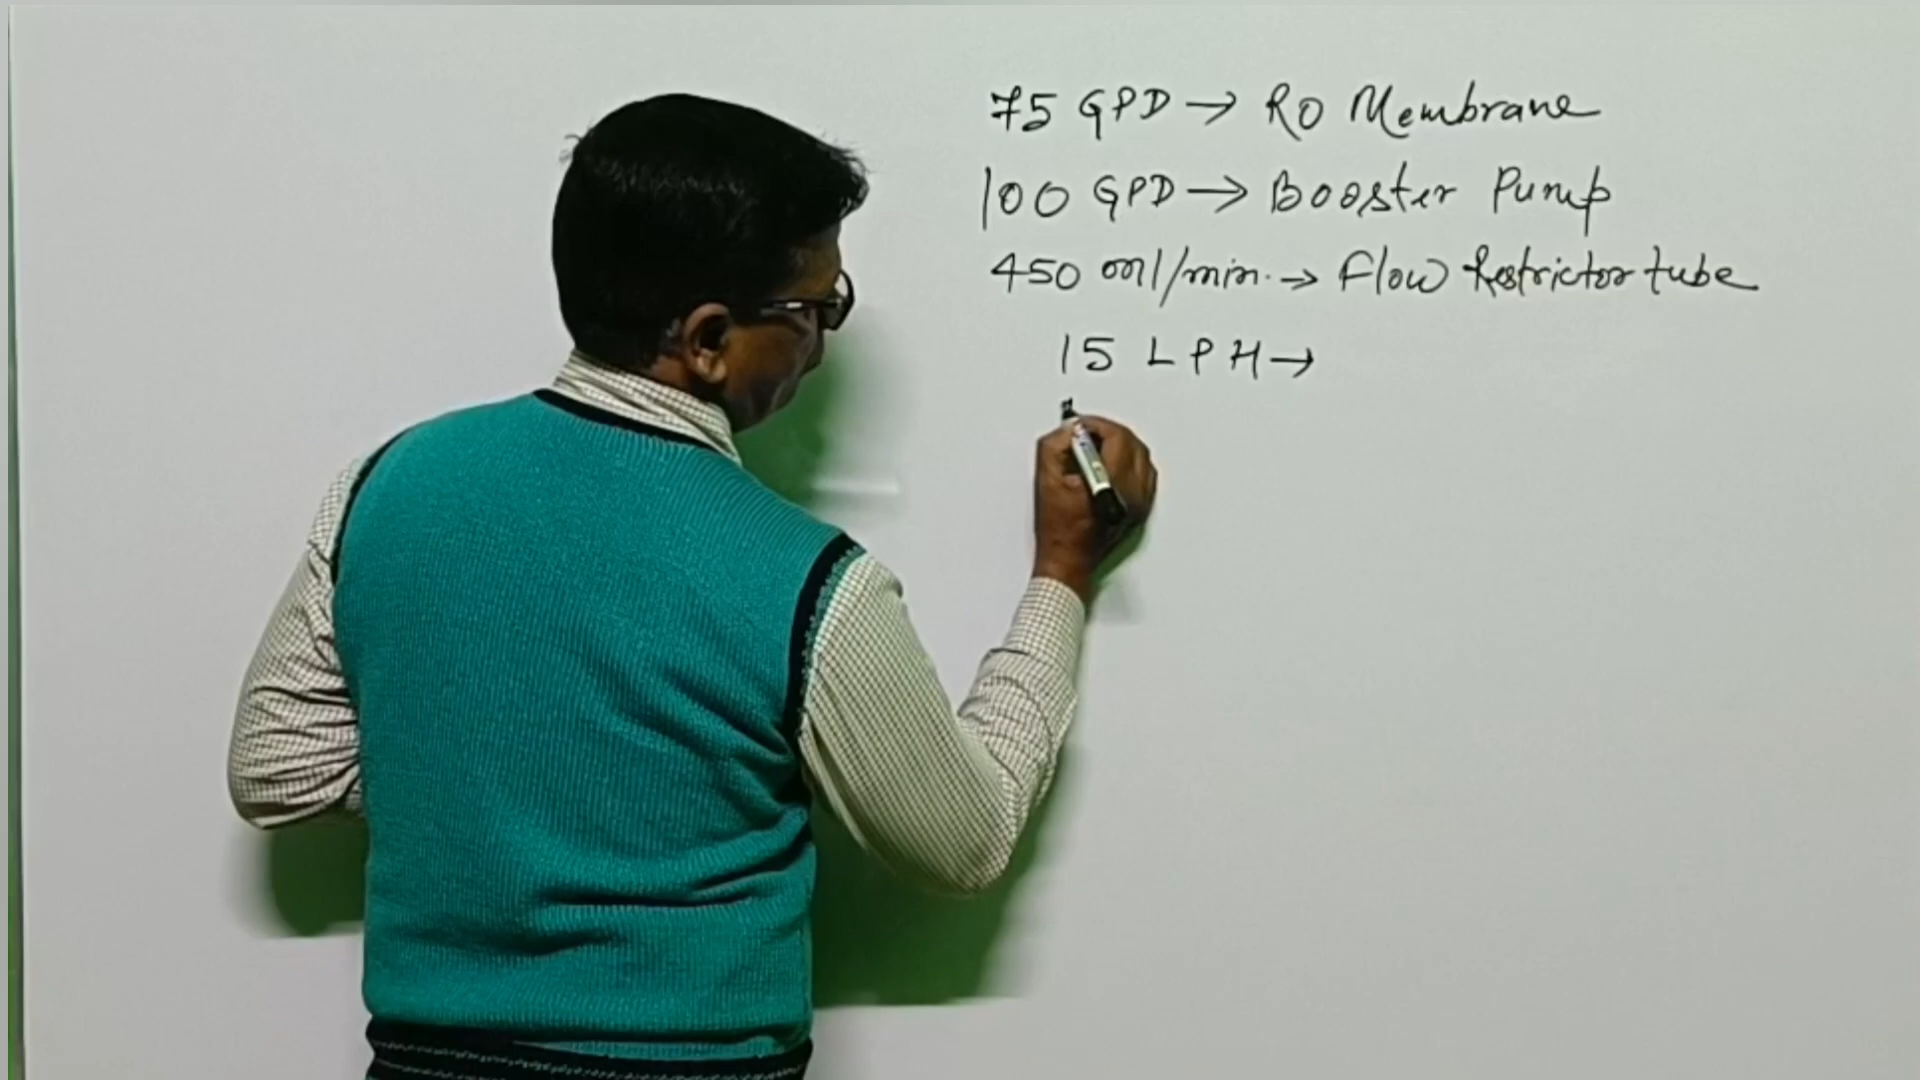 75 GPD → RO Membrane
100 GPD → Booster Pump
450 ml/min. → Flow Restrictor tube
15 LPH →